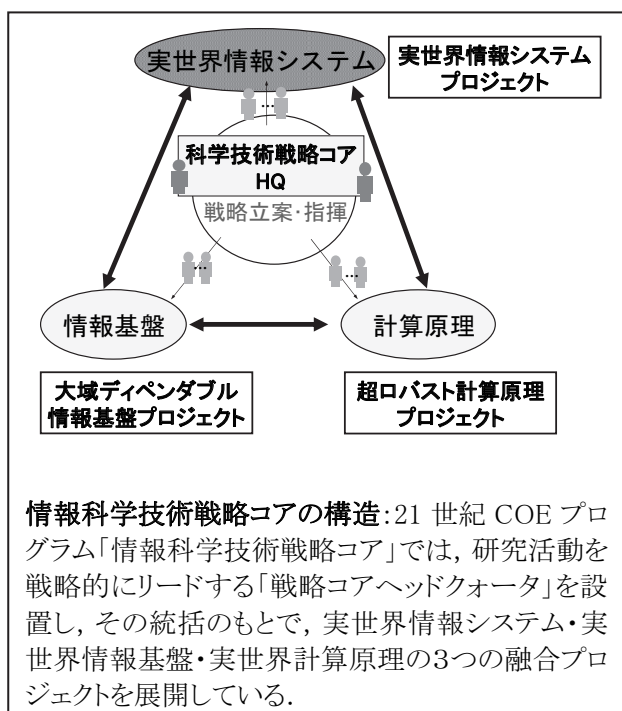 実世界情報システム
実世界情報システム
プロジェクト
...
科学技術戦略コア
HQ
戦略立案・指揮
...
...
情報基盤
計算原理
大域ディペンダブル
情報基盤プロジェクト
超ロバスト計算原理
プロジェクト
情報科学技術戦略コアの構造:21 世紀 COE プロ
グラム「情報科学技術戦略コア」では, 研究活動を
戦略的にリードする「戦略コアヘッドクォータ」を設
置し, その統括のもとで, 実世界情報システム・実
世界情報基盤・実世界計算原理の3つの融合プロ
ジェクトを展開している.